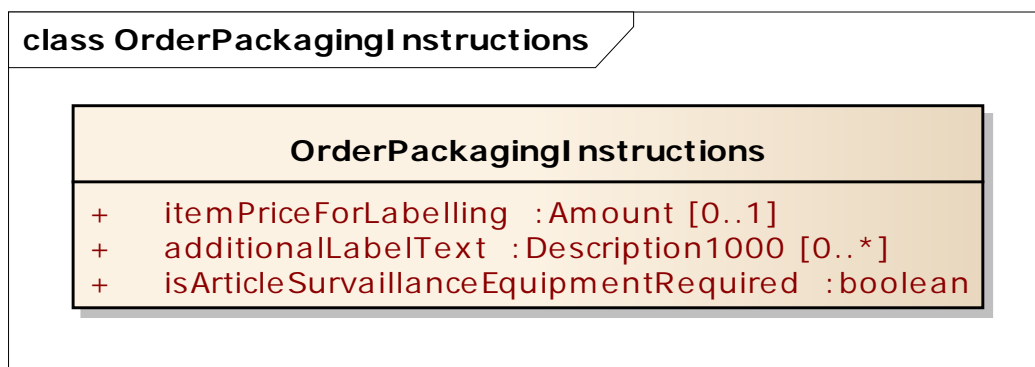 class OrderPackagingInstructions
OrderPackagingInstructions
+ itemPriceForLabelling :Amount [0..1]
+ additionalLabelText :Description1000 [0..*]
+ isArticleSurvaillanceEquipmentRequired :boolean